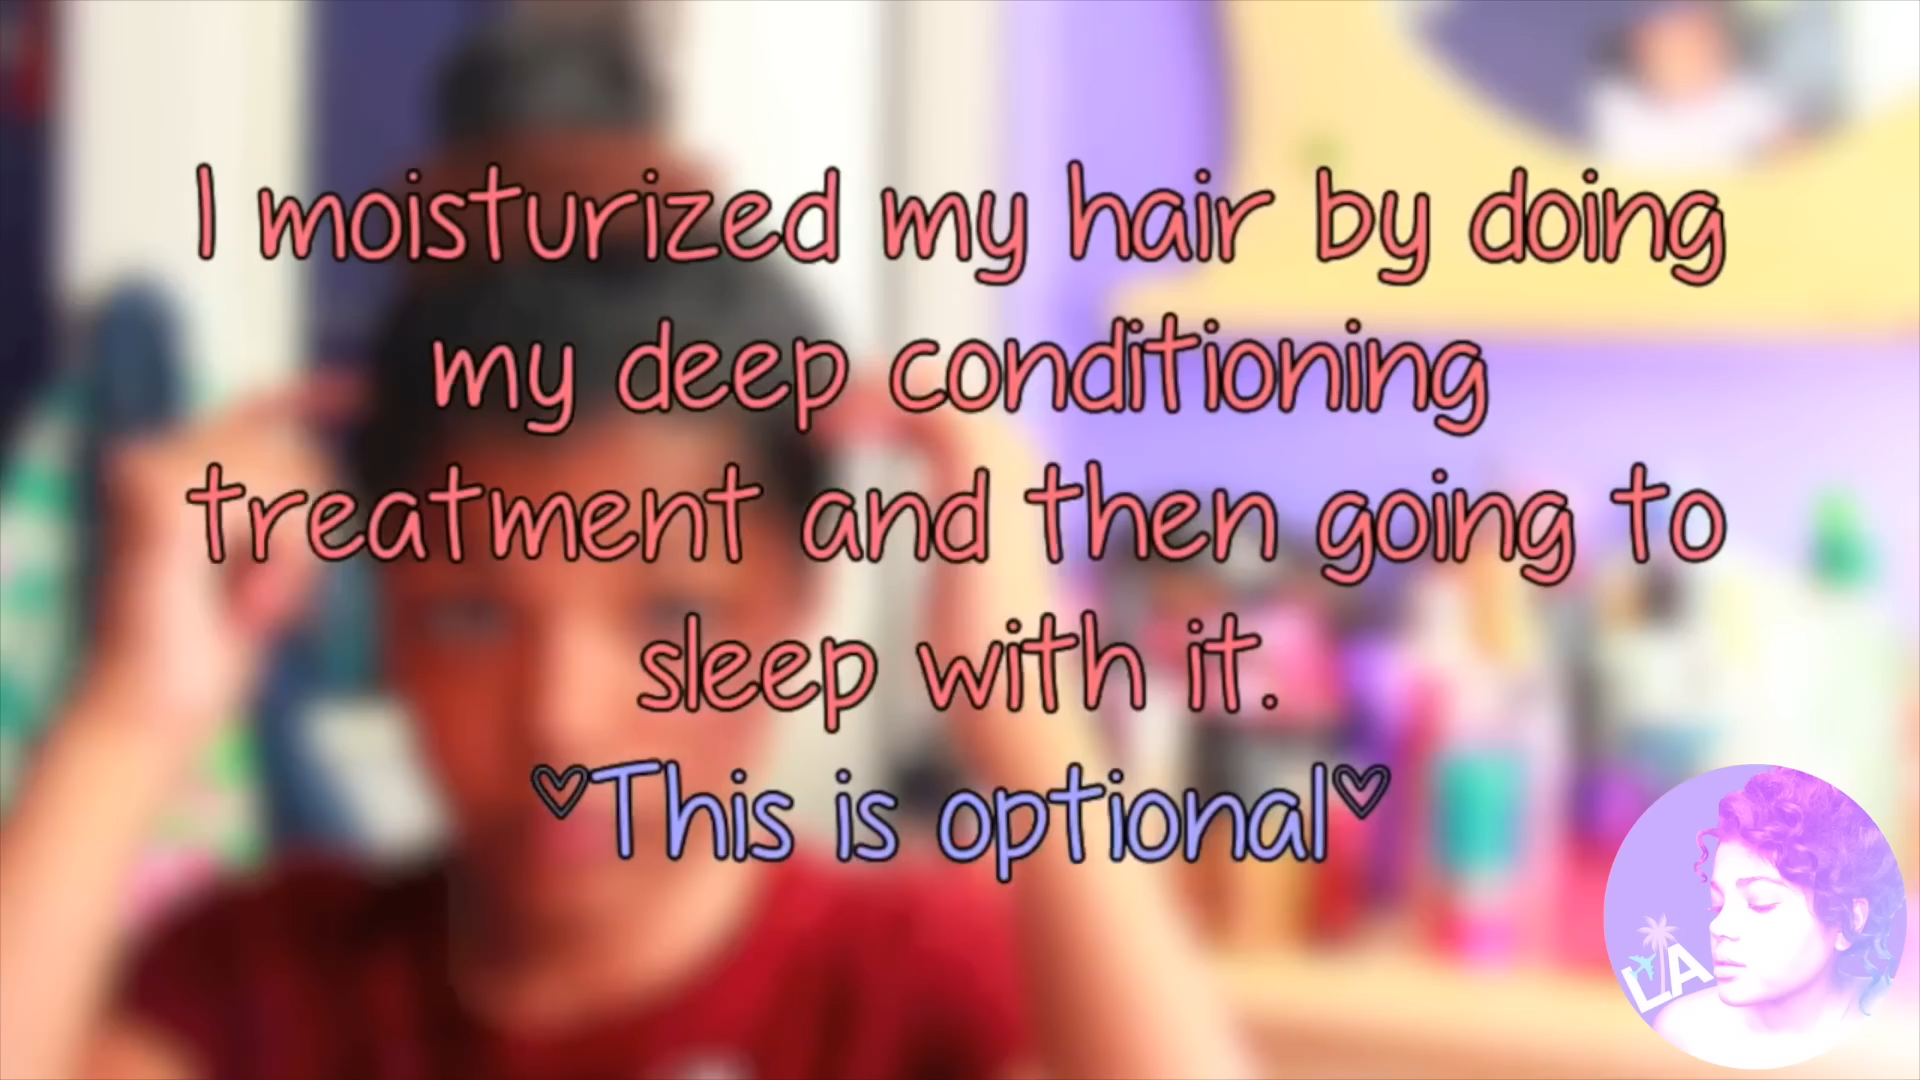 I moisturized my hair by doing
my deep conditioning
treatment and then going to
sleep with it.
♡This is optional♡
LA